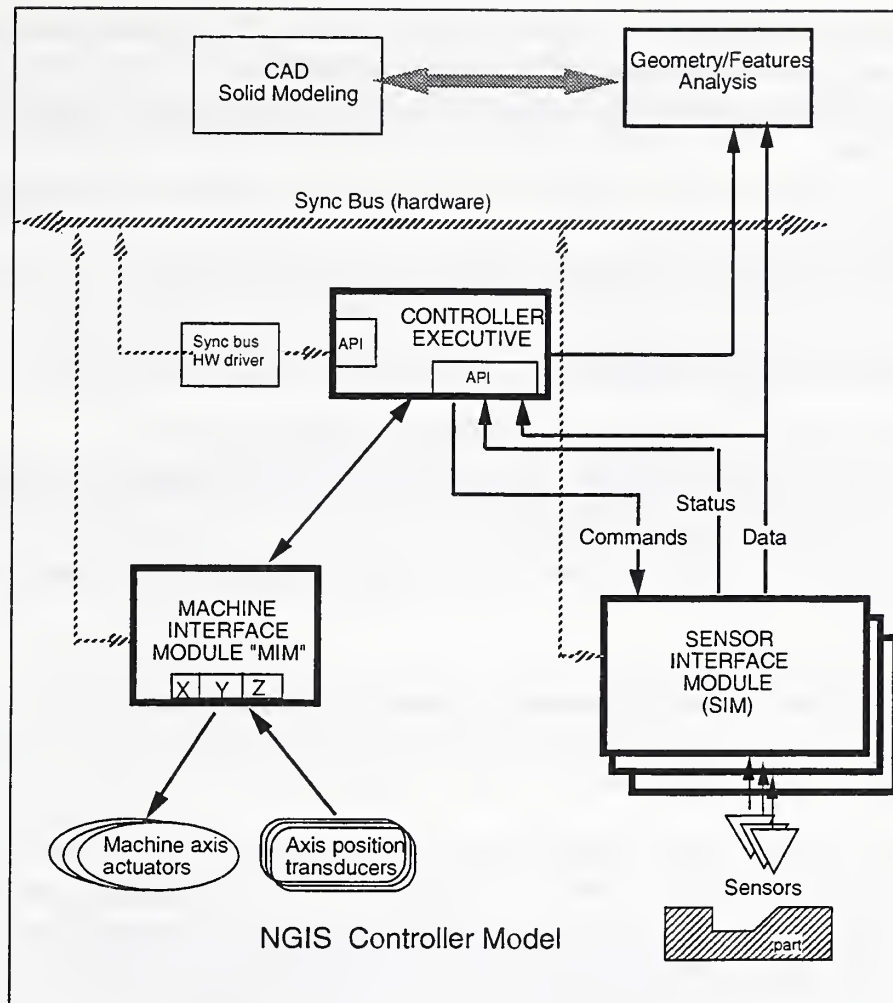 CAD
Solid Modeling
Geometry/Features
Analysis
Sync Bus (hardware)
Sync bus
HW driver
API
CONTROLLER
EXECUTIVE
API
Status
Commands
Data
MACHINE
INTERFACE
MODULE "MIM"
X Y Z
SENSOR
INTERFACE
MODULE
(SIM)
Machine axis
actuators
Axis position
transducers
Sensors
part
NGIS Controller Model